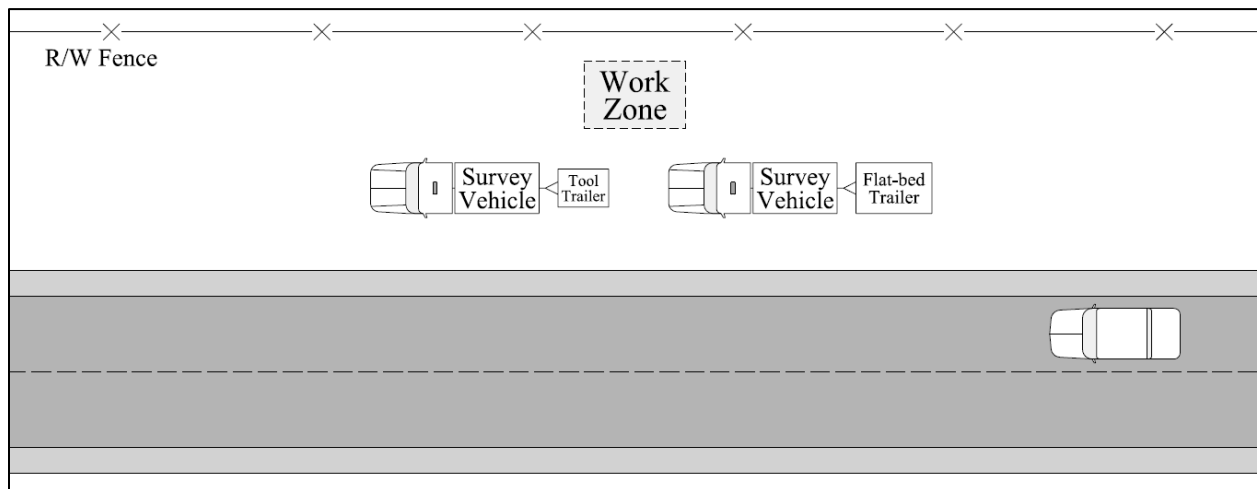 R/W Fence
Work
Zone
Survey
Vehicle
Tool
Trailer
Survey
Vehicle
Flat-bed
Trailer